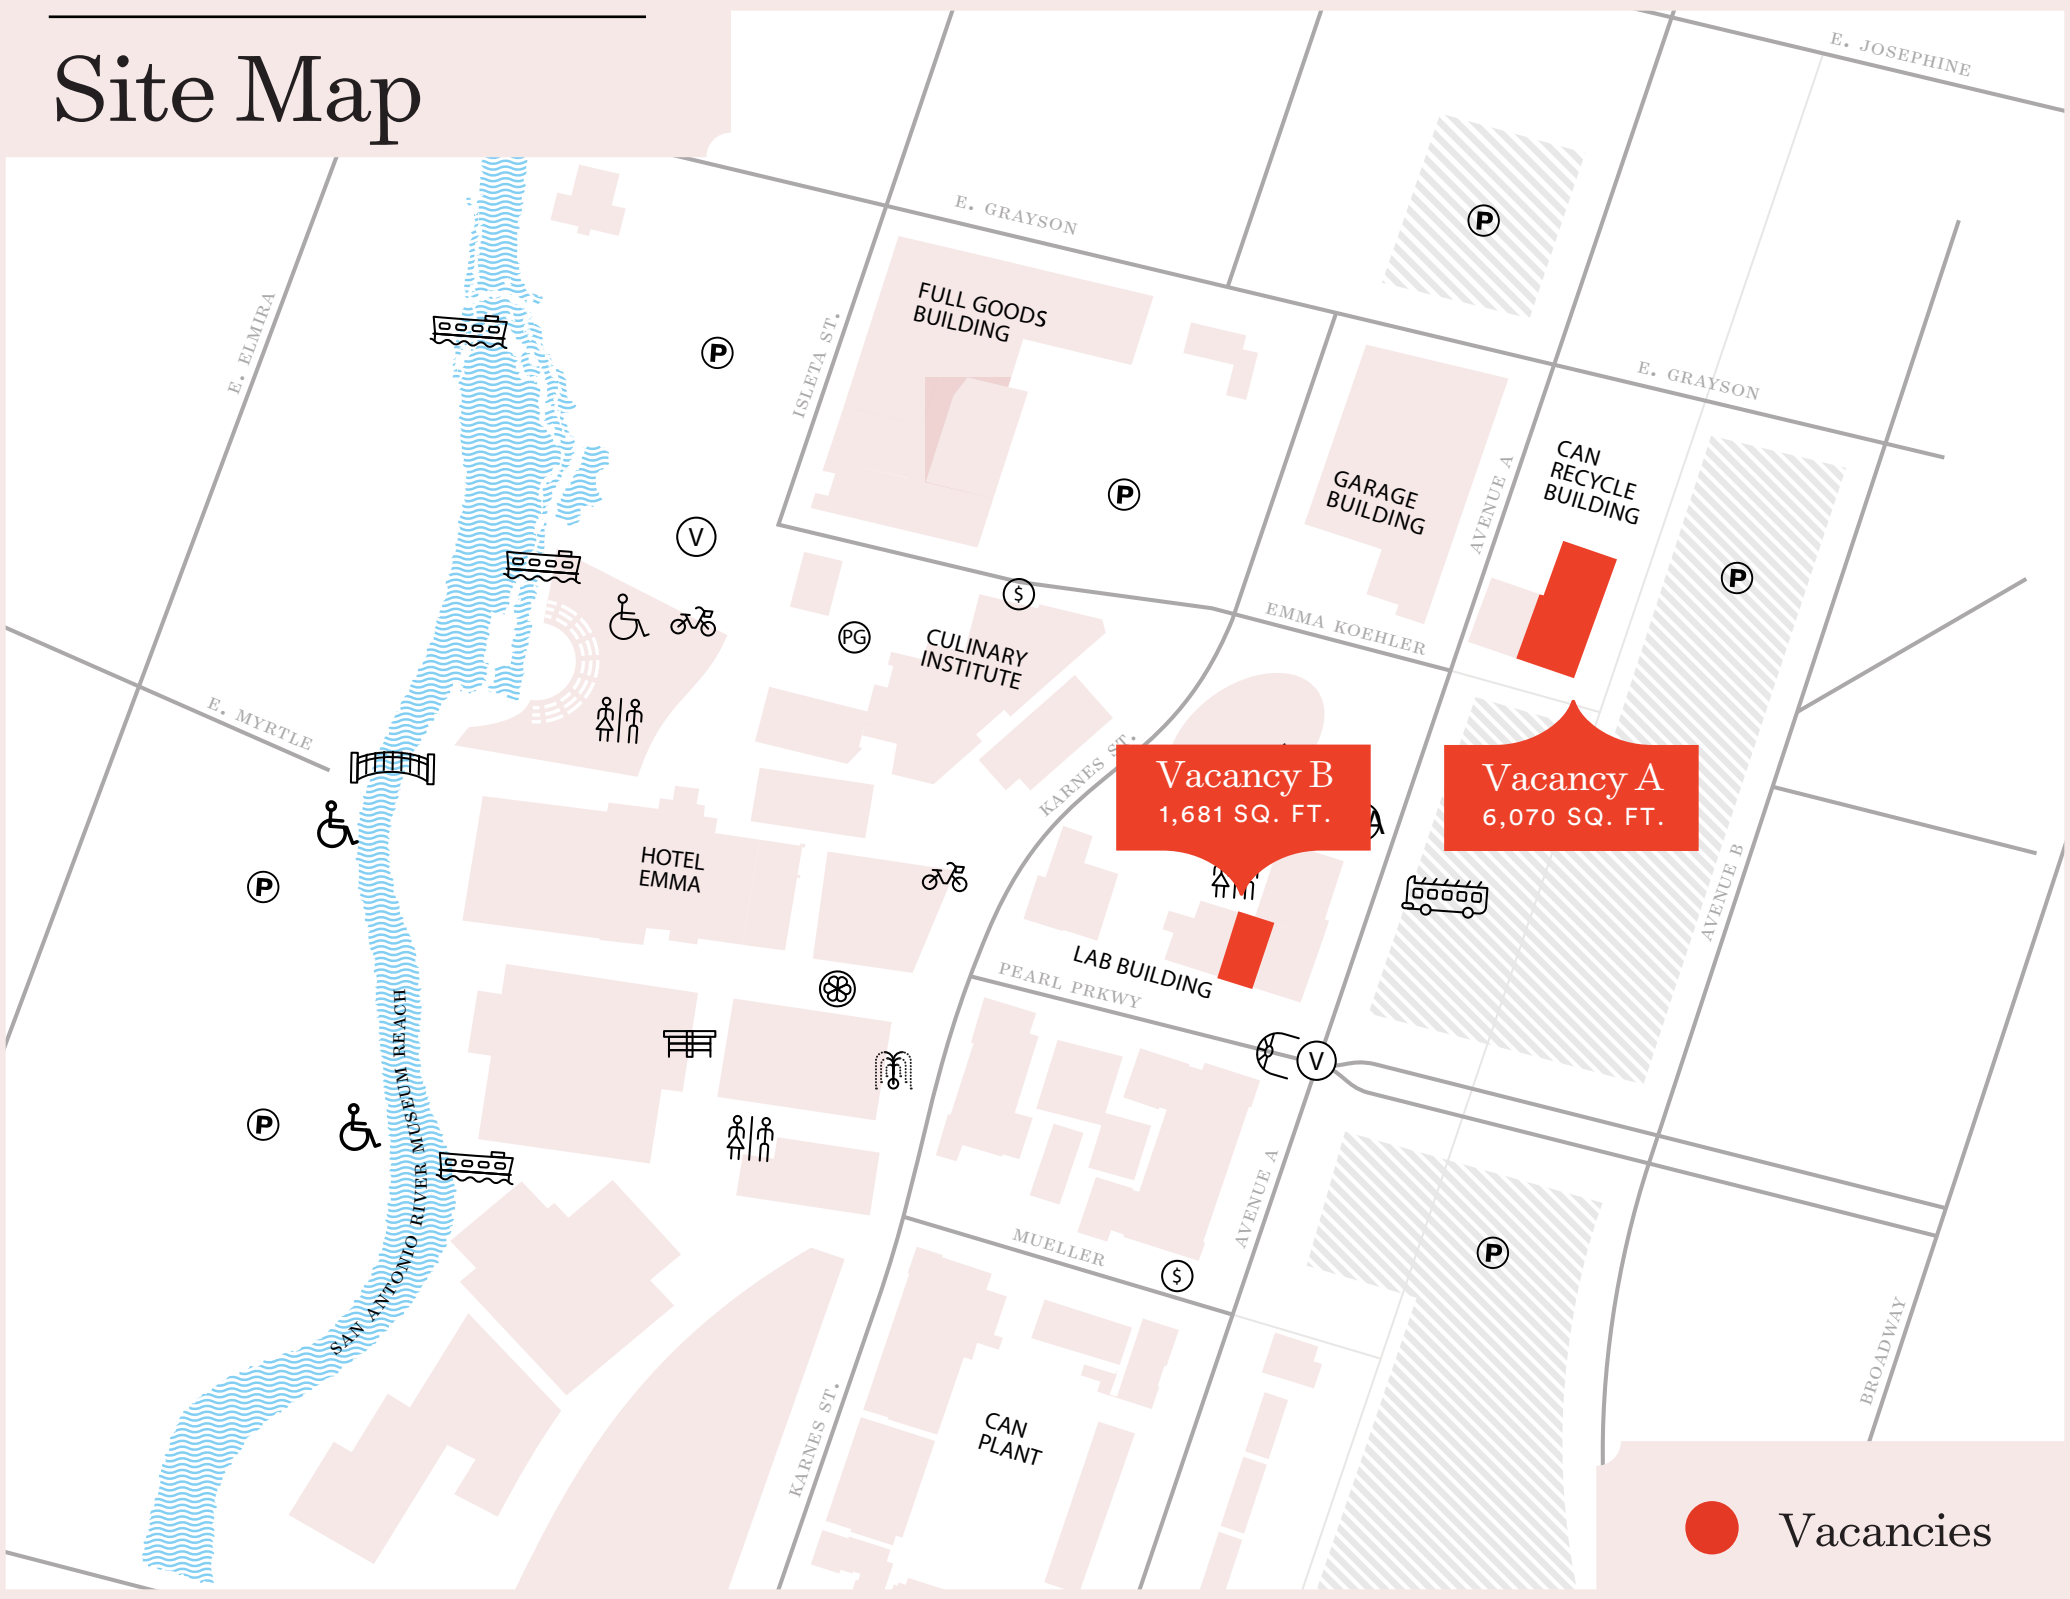 Site Map
E. JOSEPHINE
E. GRAYSON
P
E. ELMIRA
ISLETA ST.
FULL GOODS
BUILDING
P
E. GRAYSON
P
GARAGE
BUILDING
AVENUE A
CAN
RECYCLE
BUILDING
V
P
$
PG
CULINARY
INSTITUTE
EMMA KOEHLER
E. MYRTLE
KARNES ST.
Vacancy B
1,681 SQ. FT.
Vacancy A
6,070 SQ. FT.
P
HOTEL
EMMA
AVENUE B
LAB BUILDING
PEARL PRKWY
V
SAN ANTONIO RIVER MUSEUM REACH
P
AVENUE A
MUELLER
$
P
BROADWAY
KARNES ST.
CAN
PLANT
Vacancies